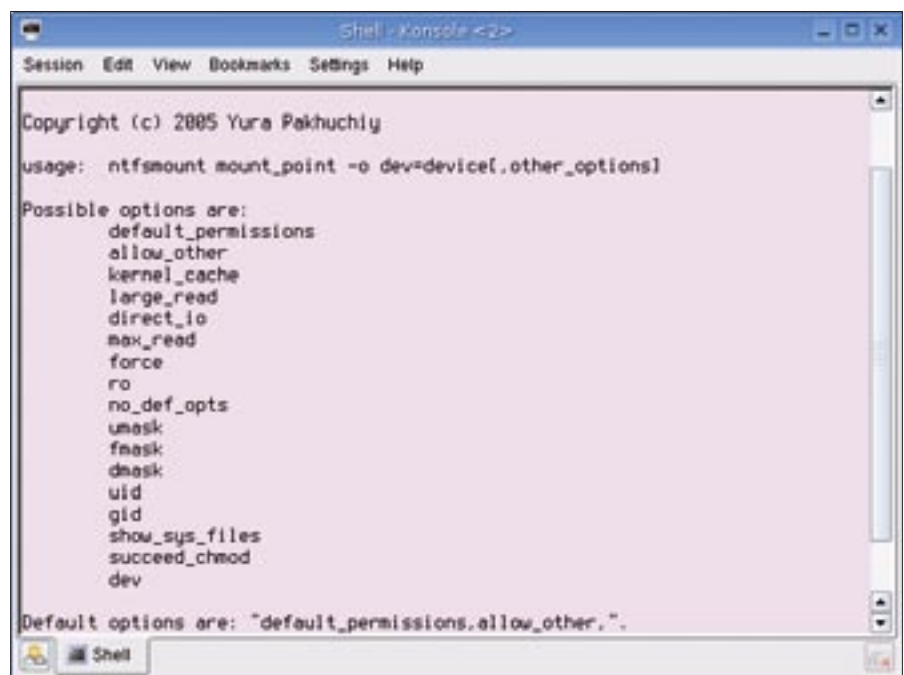 Shell - Konsole <2>
Session Edit View Bookmarks Settings Help
Copyright (c) 2005 Yura Pakhuchiy
usage: ntfsmount mount_point -o dev=device[,other_options]
Possible options are:
default_permissions
allow_other
kernel_cache
large_read
direct_io
max_read
force
ro
no_def_opts
umask
fmask
dmask
uid
gid
show_sys_files
succeed_chmod
dev
Default options are: "default_permissions,allow_other,".
Shell